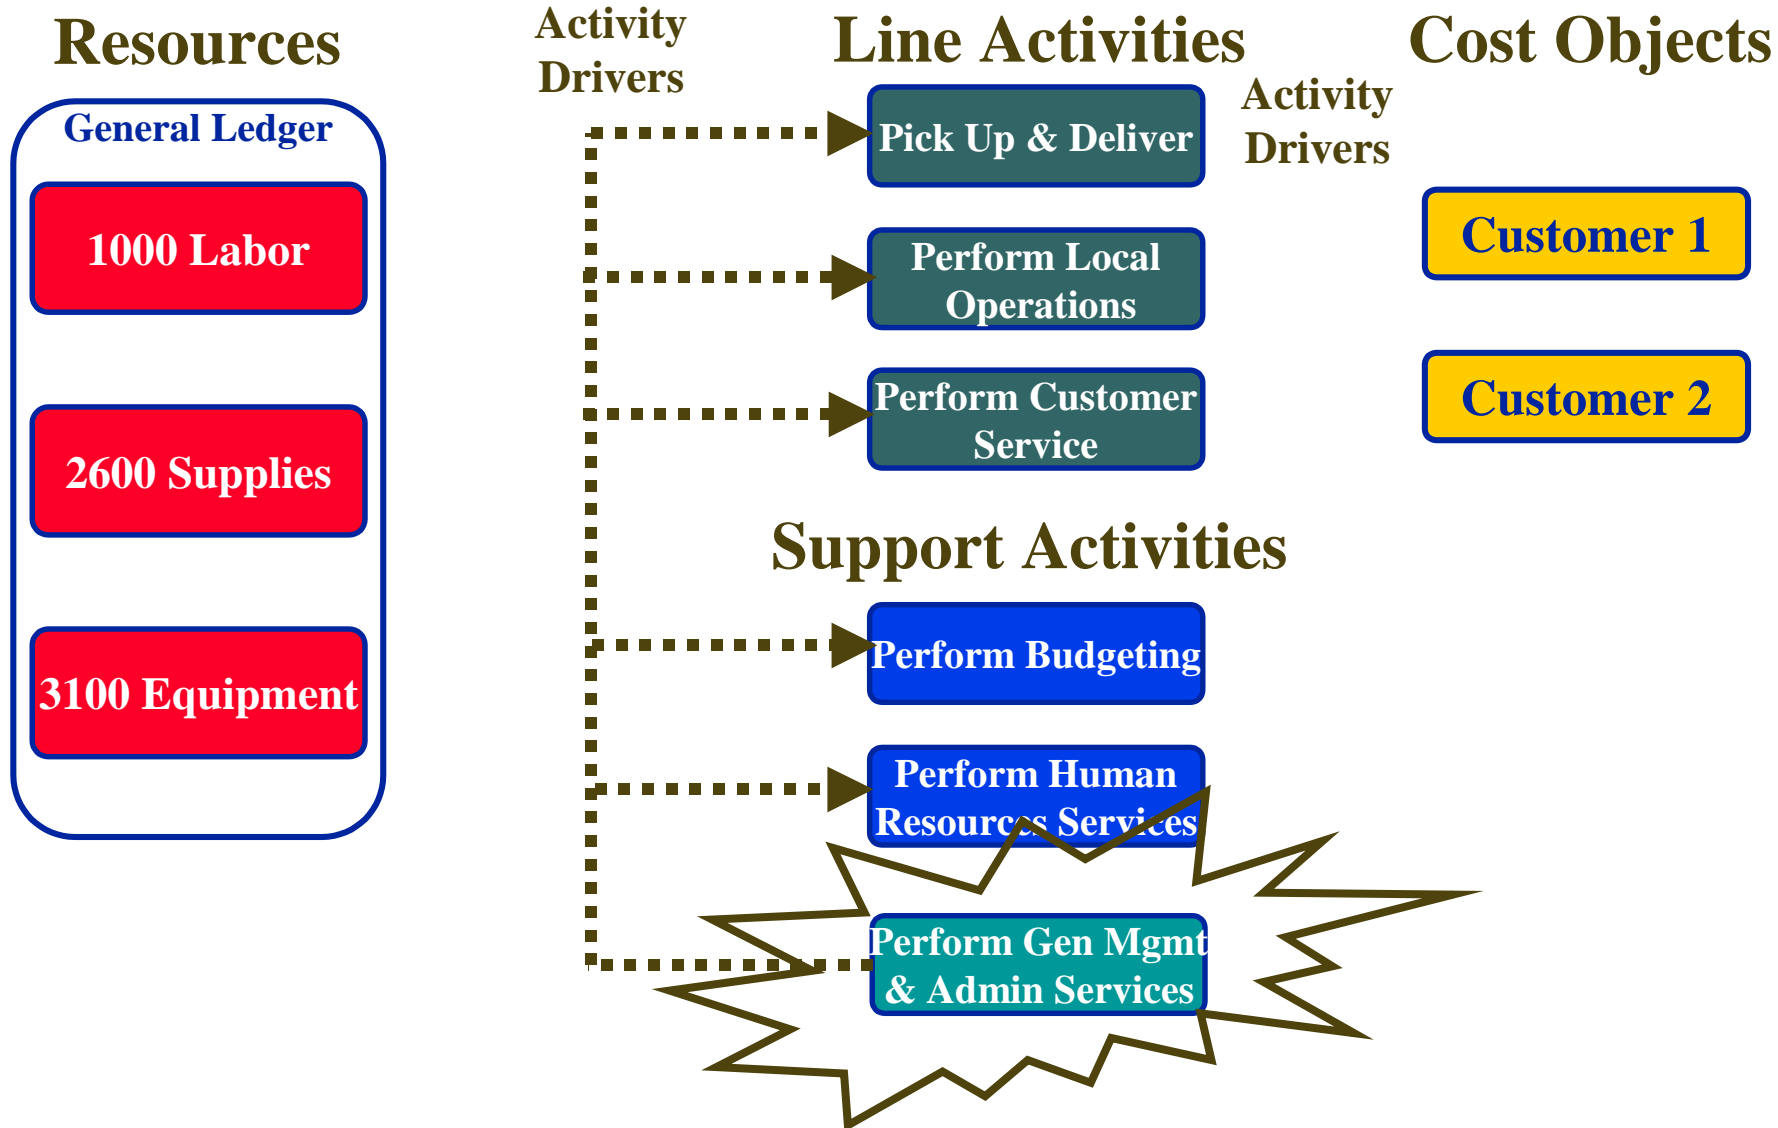 Resources
General Ledger
1000 Labor
2600 Supplies
3100 Equipment
Activity
Drivers
Line Activities
Pick Up & Deliver
Perform Local
Operations
Perform Customer
Service
Support Activities
Perform Budgeting
Perform Human
Resources Services
Perform Gen Mgmt
& Admin Services
Activity
Drivers
Cost Objects
Customer 1
Customer 2